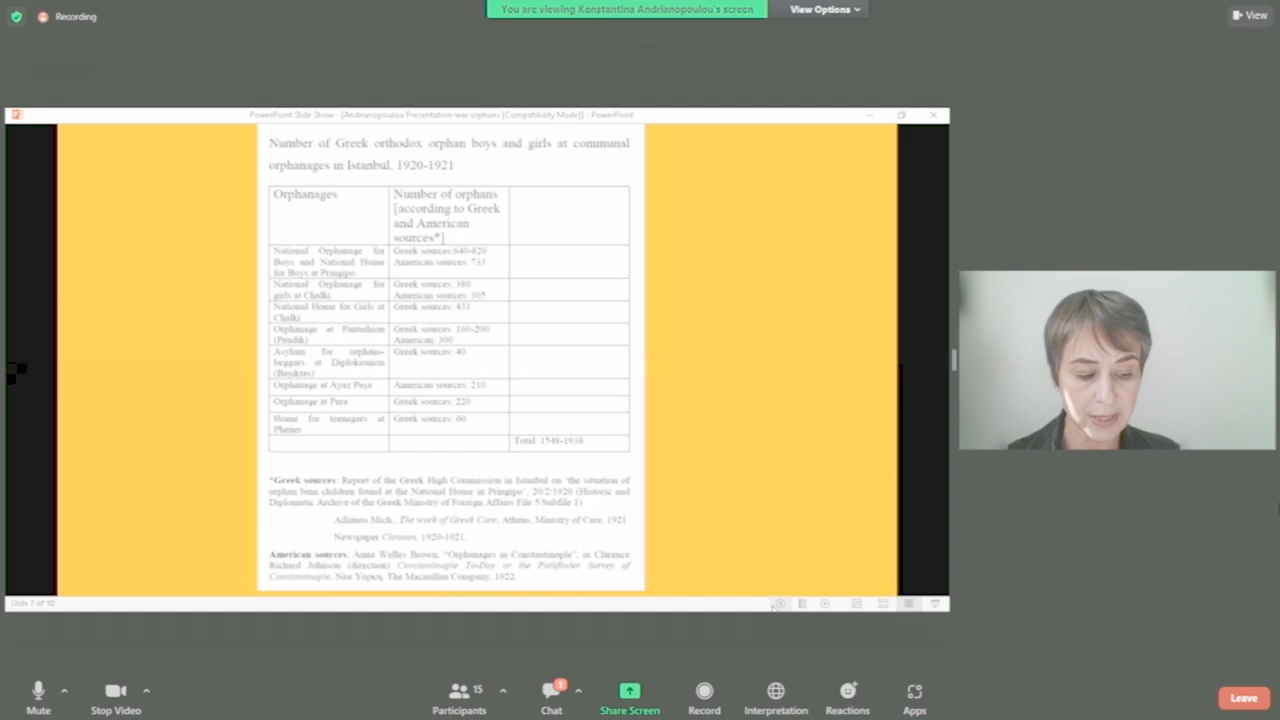 Recording
You are viewing Konstantina Andrianopoulou's screen
View Options
View
PowerPoint Slide Show - [Andrianopoulou Presentation-war orphans [Compatibility Mode]] - PowerPoint
Number of Greek orthodox orphan boys and girls at communal
orphanages in Istanbul, 1920-1921
Orphanages
Number of orphans
[according to Greek
and American
sources*]
National Orphanage for
Boys and National Home
for Boys at Pringipo.
Greek sources:640-820
American sources: 733
National Orphanage for
girls at Chalki
Greek sources: 380
American sources: 305
National Home for Girls at
Chalki
Greek sources: 431
Orphanage at Panteihion
(Pendik)
Greek sources: 160-200
American: 300
Asylum for orphans-
beggars at Diplokionion
(Beşiktas)
Greek sources: 40
Orphanage at Ayaz Paşa
American sources: 210
Orphanage at Pera
Greek sources: 220
Home for teenagers at
Phener
Greek sources: 60
Total: 1548-1938
*Greek sources: Report of the Greek High Commission in Istanbul on 'the situation of
orphan bum children found at the National Home in Pringipo', 20/2/1920 (Historic and
Diplomatic Archive of the Greek Ministry of Foreign Affairs File 5/Subfile 1)
Ailianos Mich., The work of Greek Care, Athens, Ministry of Care, 1921
Newspaper 1920-1921.
American sources: Anna Welles Brown, "Orphanages in Constantinople", in Clarence
Richard Johnson (direction) Constantinople To-Day or the Pathfinder Survey of
Constantinople, Νέα Υόρκη, The Macmillan Company, 1922
Slide 7 of 10
Mute
Stop Video
15
Participants
Chat
Share Screen
Record
Interpretation
Reactions
Apps
Leave